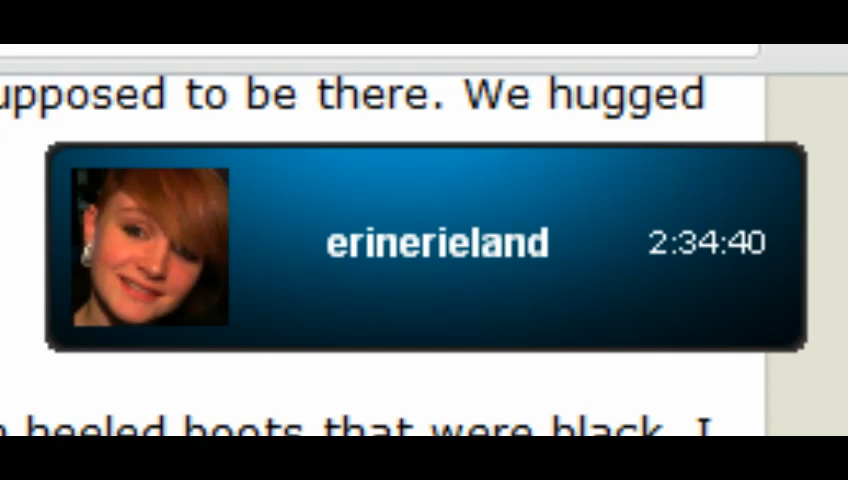 upposed to be there. We hugged
erinerieland
2:34:40
heeled boots that were black. I